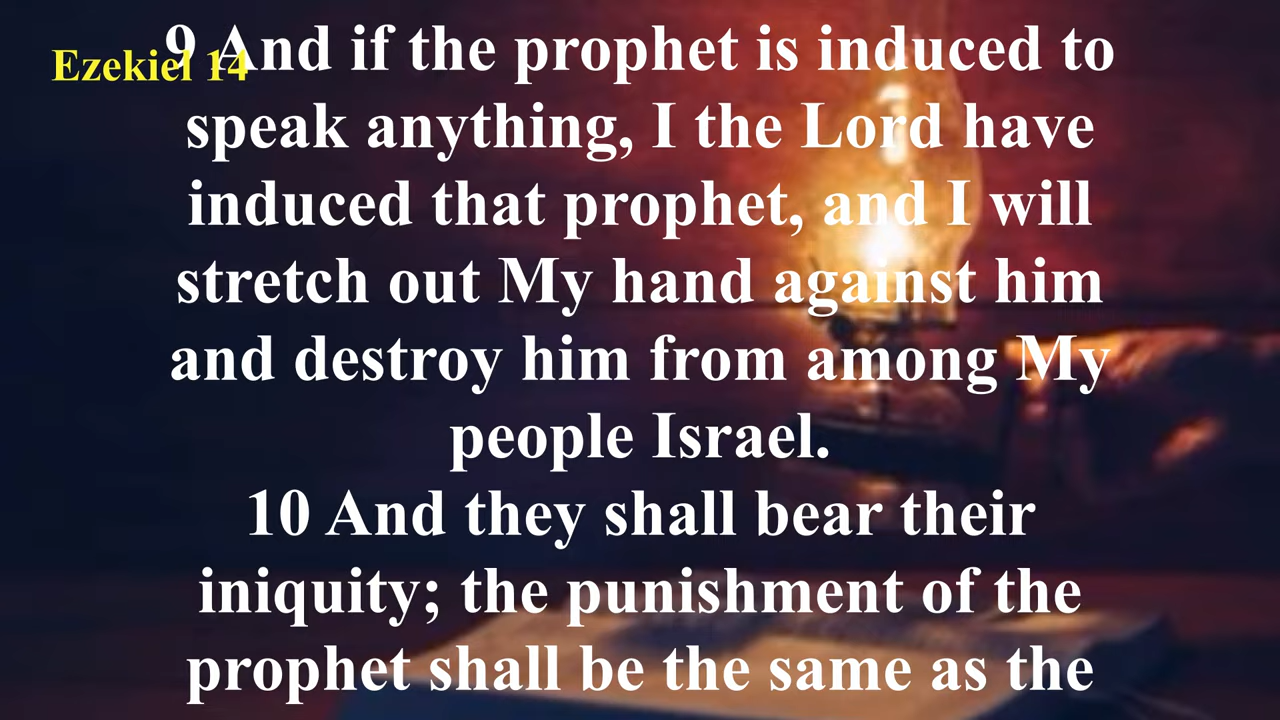 Ezekiel 14
9 And if the prophet is induced to
speak anything, I the Lord have
induced that prophet, and I will
stretch out My hand against him
and destroy him from among My
people Israel.
10 And they shall bear their
iniquity; the punishment of the
prophet shall be the same as the